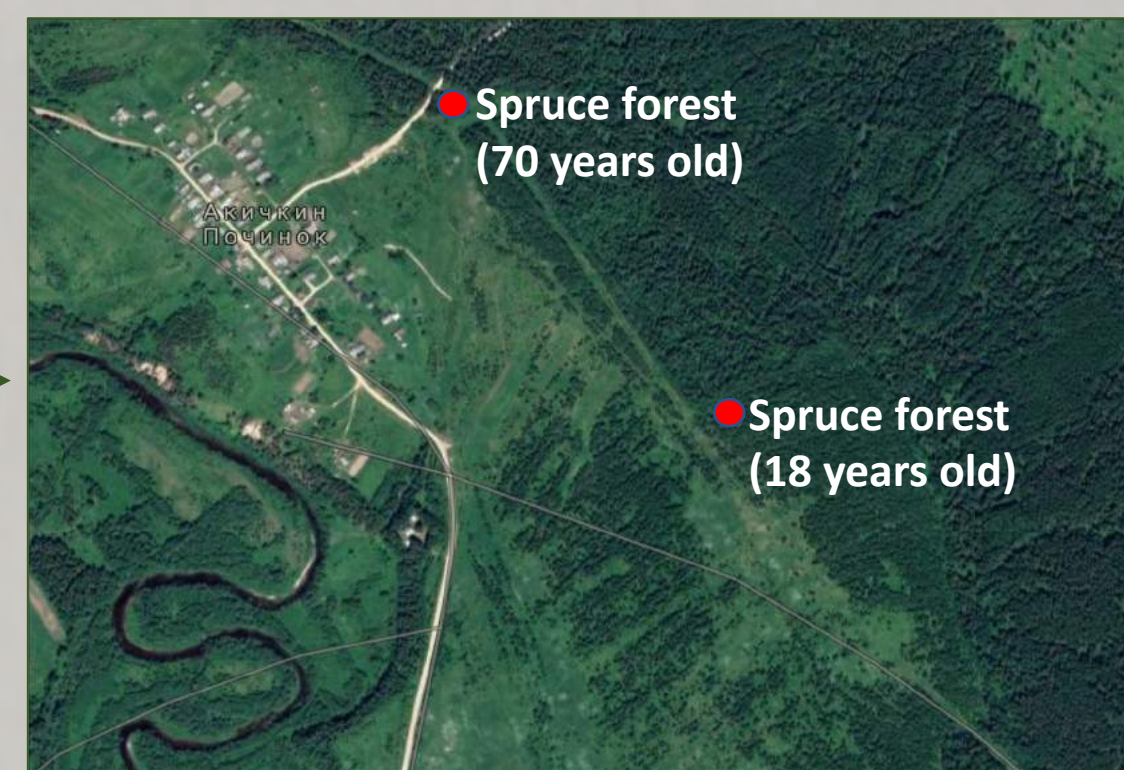 Spruce forest
(70 years old)
Акичкин
Починок
Spruce forest
(18 years old)